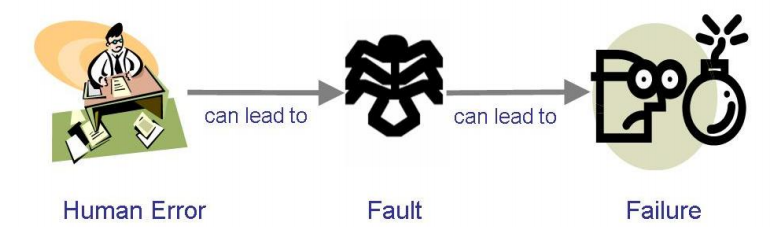 can lead to
can lead to
Human Error
Fault
Failure